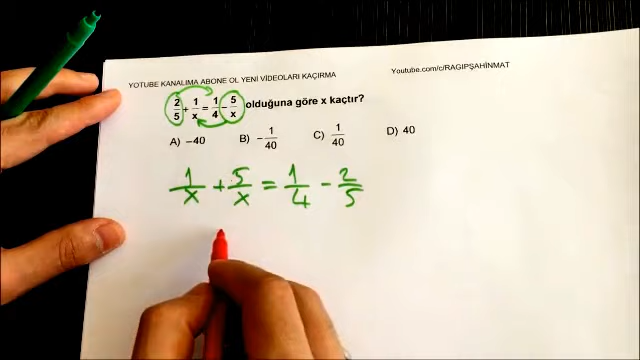 YOTUBE KANALIMA ABONE OL YENİ VİDEOLARI KAÇIRMA
Youtube.com/c/RAGIPŞAHİNMAT
2/5 + 1/x = 1/4 - 5/x olduğuna göre x kaçtır?
A) -40 B) -1/40 C) 1/40 D) 40
1/x + 5/x = 1/4 - 2/5